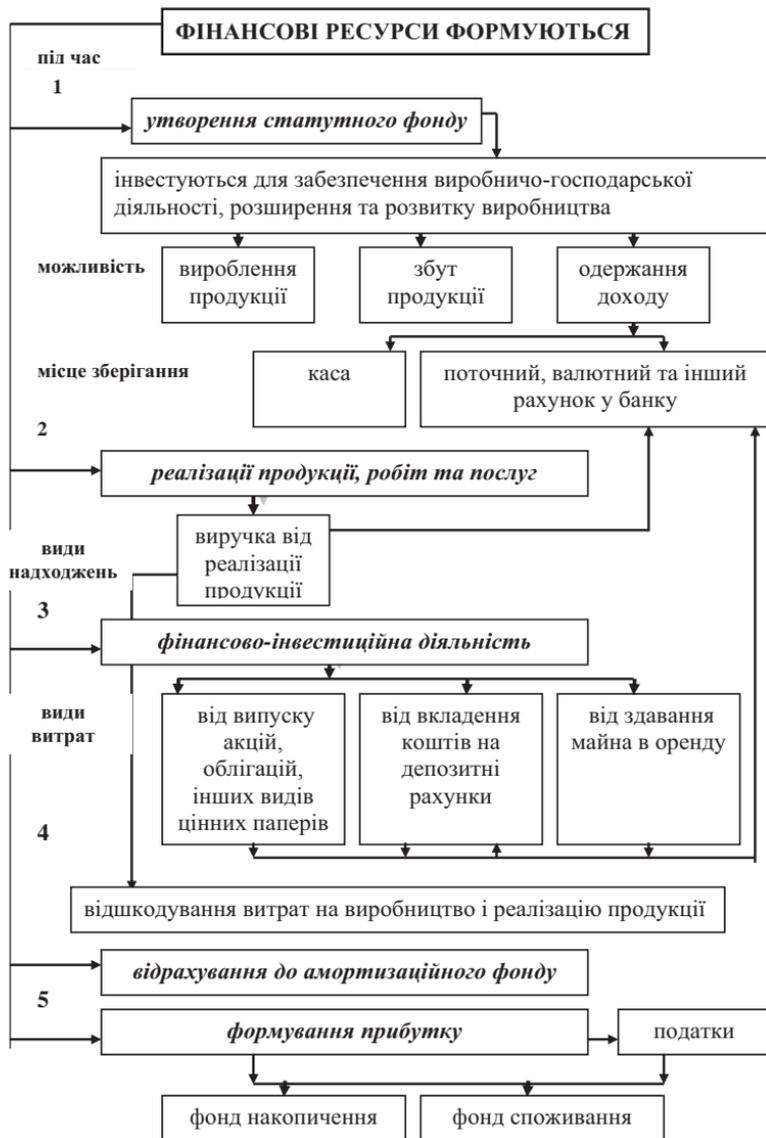 ФІНАНСОВІ РЕСУРСИ ФОРМУЮТЬСЯ
під час
1
утворення статутного фонду
інвестуються для забезпечення виробничо-господарської
діяльності, розширення та розвитку виробництва
можливість
вироблення
продукції
збут
продукції
одержання
доходу
місце зберігання
каса
поточний, валютний та інший
рахунок у банку
2
реалізації продукції, робіт та послуг
види
надходжень
виручка від
реалізації
продукції
3
фінансово-інвестиційна діяльність
види
витрат
від випуску
акцій,
облігацій,
інших видів
цінних паперів
від вкладення
коштів на
депозитні
рахунки
від здавання
майна в оренду
4
відшкодування витрат на виробництво і реалізацію продукції
відрахування до амортизаційного фонду
5
формування прибутку
податки
фонд накопичення
фонд споживання